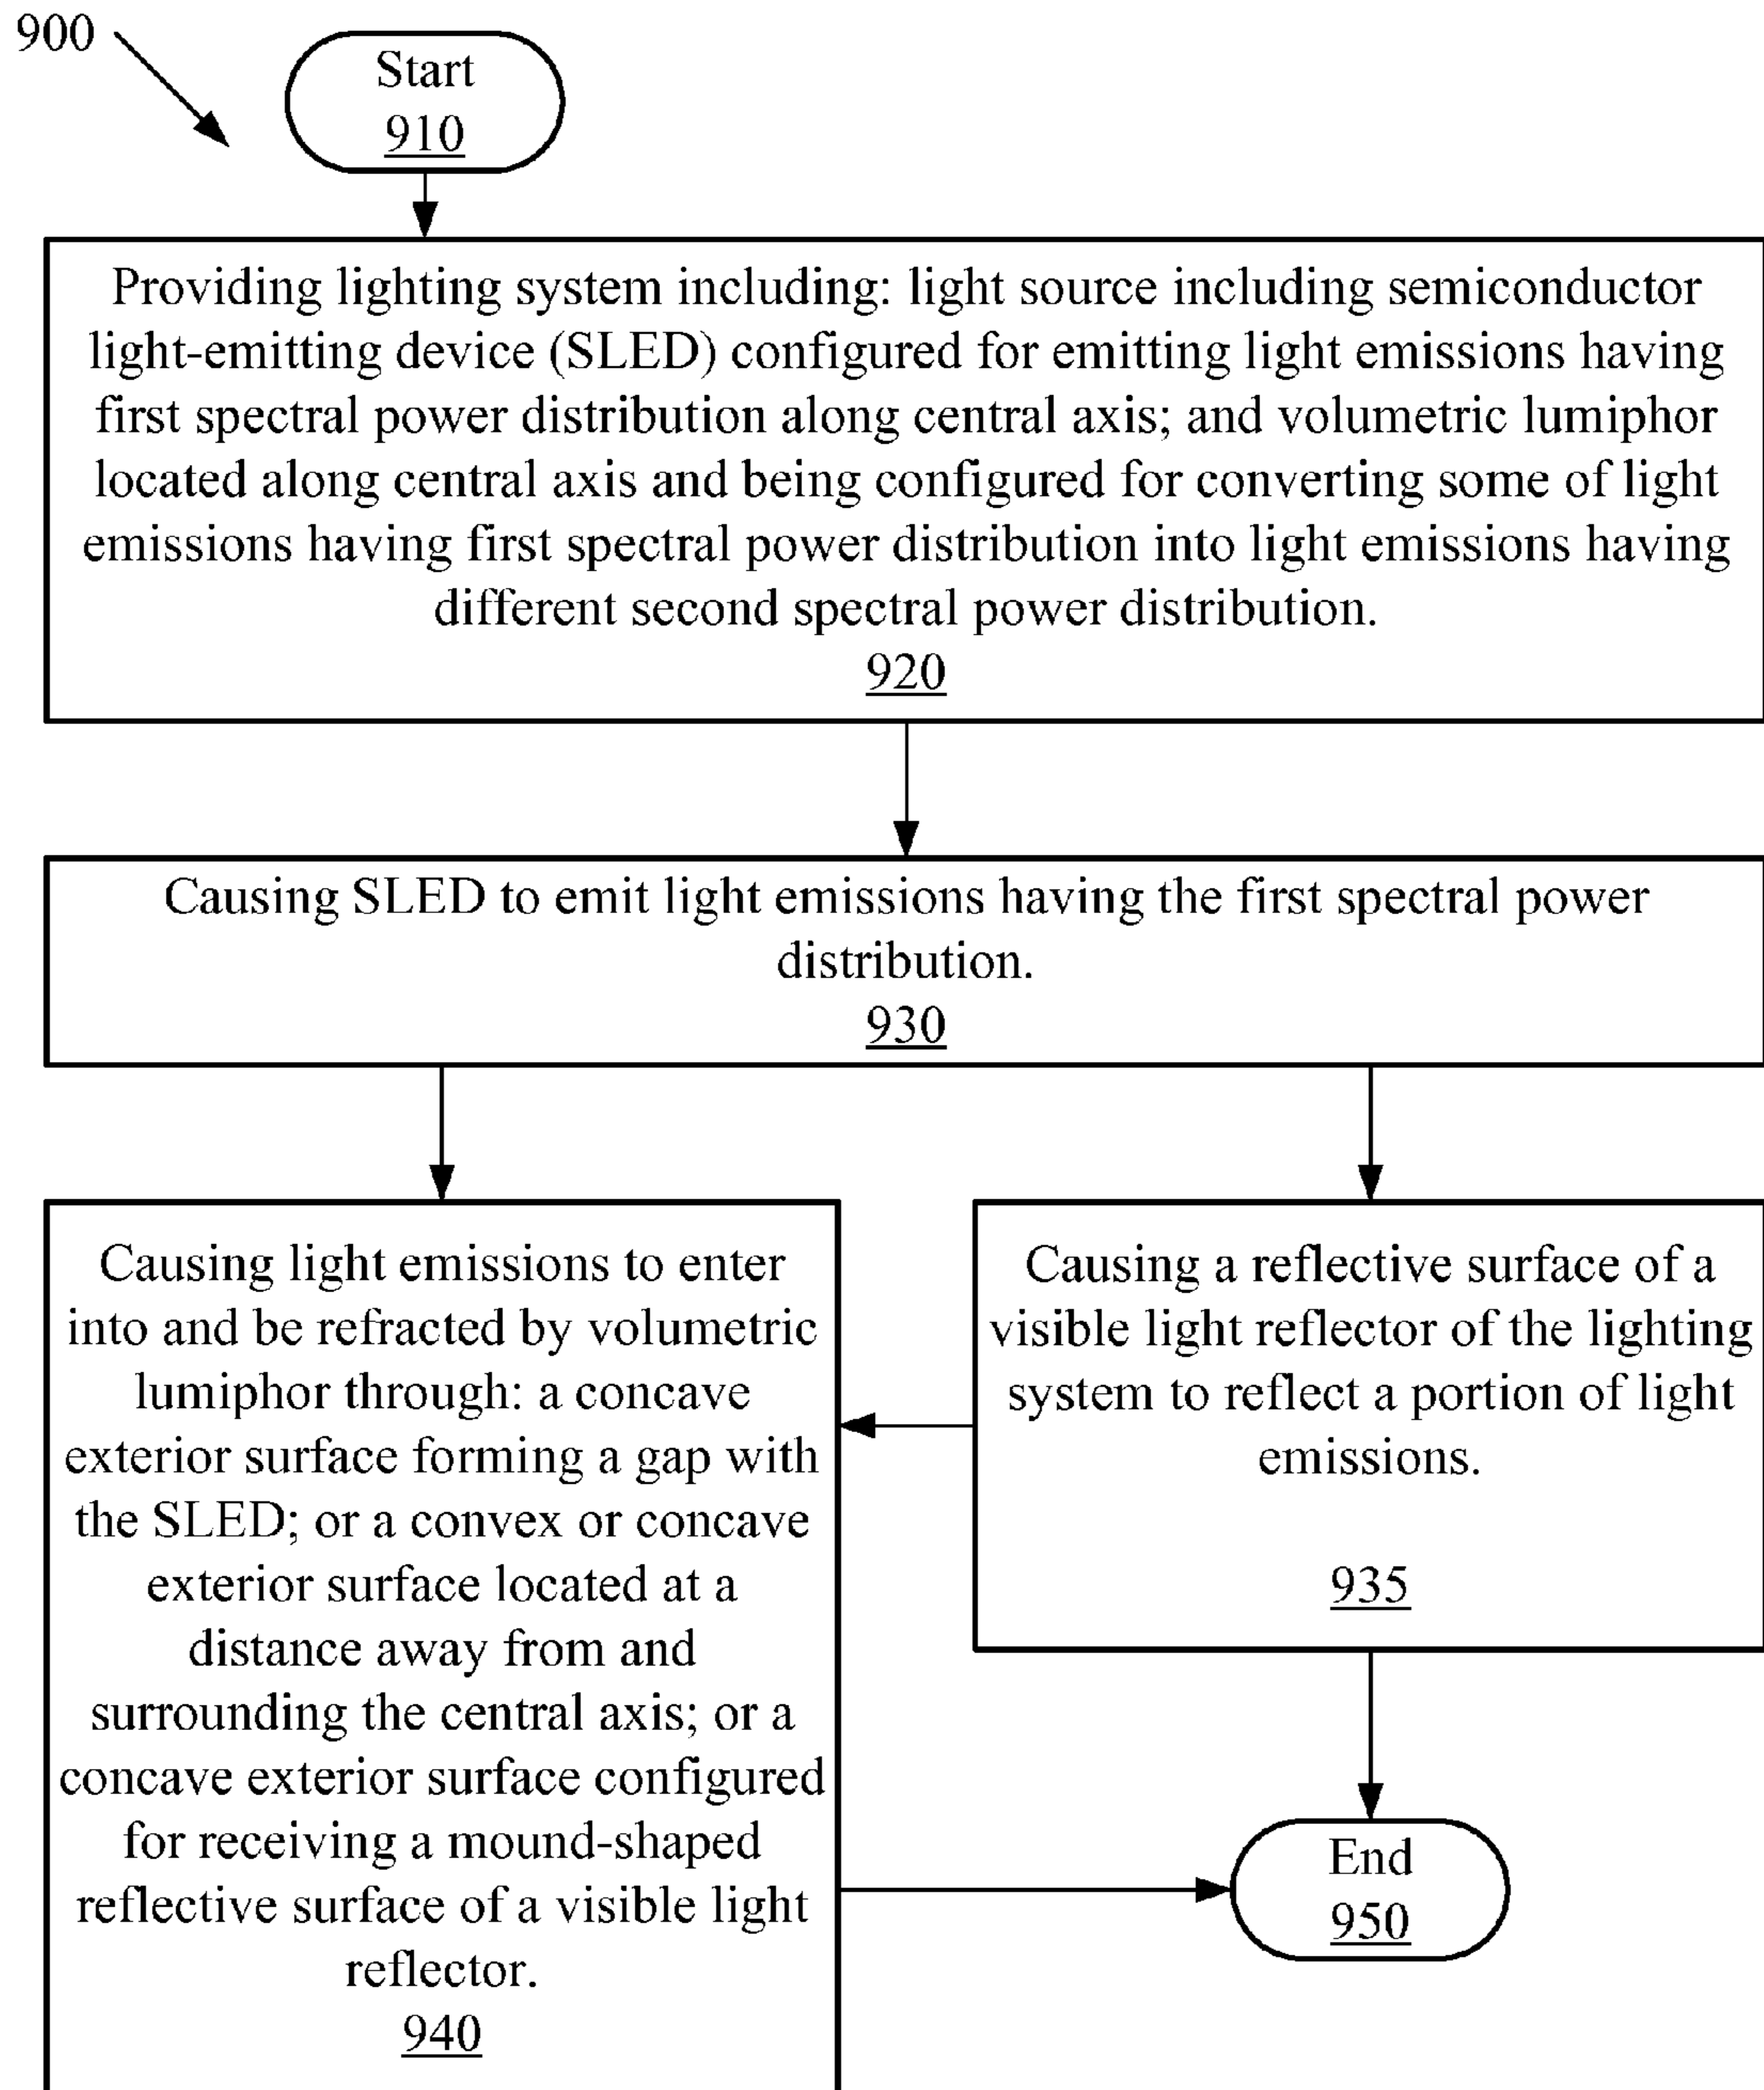 900
Start
910
Providing lighting system including: light source including semiconductor
light-emitting device (SLED) configured for emitting light emissions having
first spectral power distribution along central axis; and volumetric lumiphor
located along central axis and being configured for converting some of light
emissions having first spectral power distribution into light emissions having
different second spectral power distribution.
920
Causing SLED to emit light emissions having the first spectral power
distribution.
930
Causing light emissions to enter
into and be refracted by volumetric
lumiphor through: a concave
exterior surface forming a gap with
the SLED; or a convex or concave
exterior surface located at a
distance away from and
surrounding the central axis; or a
concave exterior surface configured
for receiving a mound-shaped
reflective surface of a visible light
reflector.
940
Causing a reflective surface of a
visible light reflector of the lighting
system to reflect a portion of light
emissions.
935
End
950